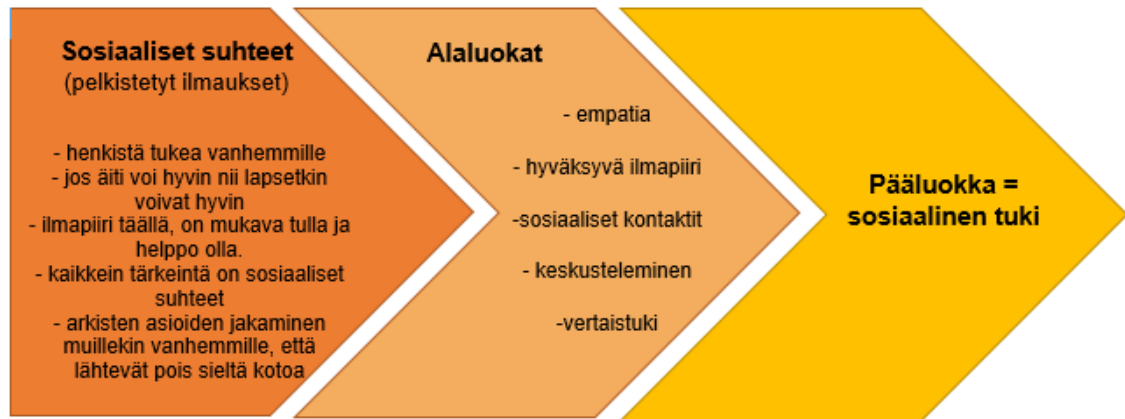 Sosiaaliset suhteet
(pelkistetyt ilmaukset)
- henkistä tukea vanhemmille
- jos äiti voi hyvin nii lapsetkin
voivat hyvin
- ilmapiiri täällä, on mukava tulla ja
helppo olla.
- kaikkein tärkeintä on sosiaaliset
suhteet
- arkisten asioiden jakaminen
muillekin vanhemmille, että
lähtevät pois sieltä kotoa
Alaluokat
- empatia
- hyväksyvä ilmapiiri
-sosiaaliset kontaktit
- keskusteleminen
-vertaistuki
Pääluokka =
sosiaalinen tuki